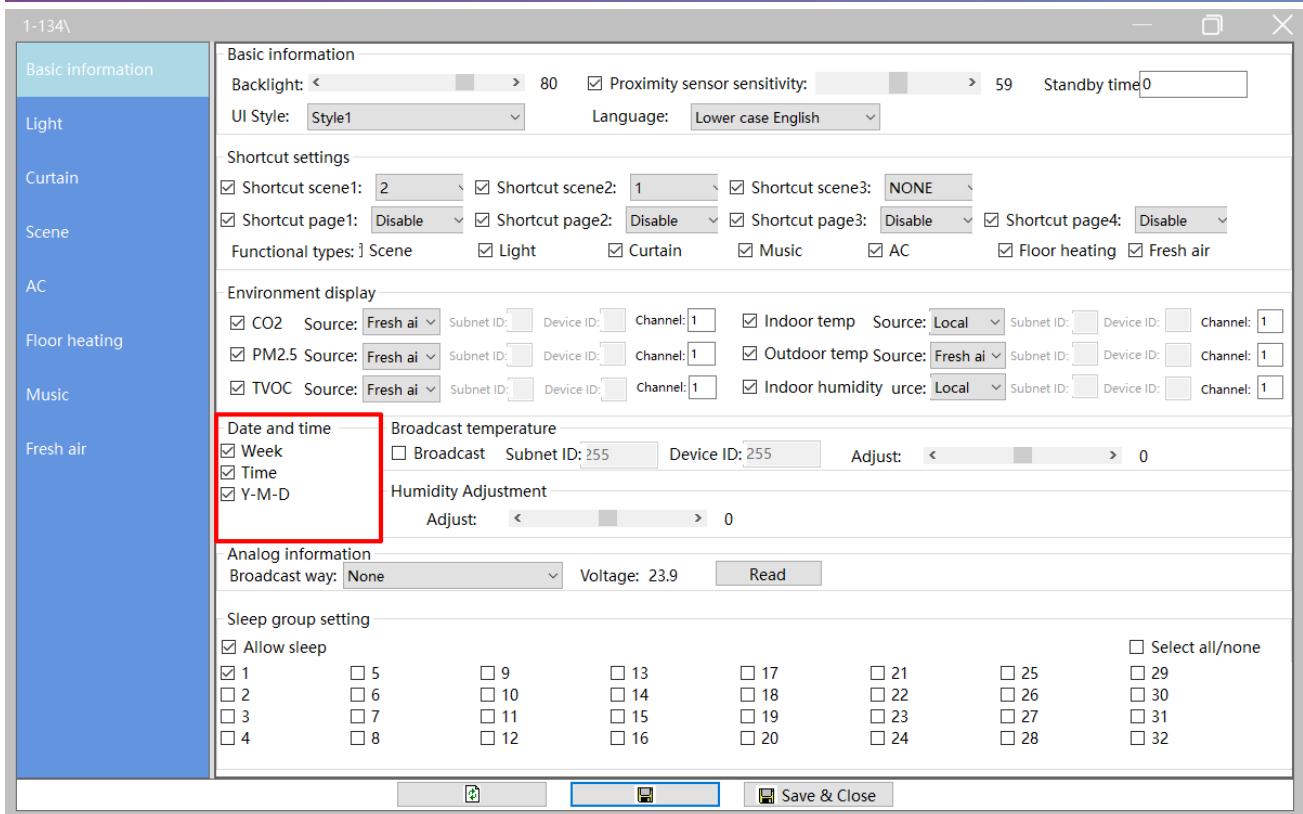 1-134\
Basic information
Light
Curtain
Scene
AC
Floor heating
Music
Fresh air
Basic information
Backlight: 80 Proximity sensor sensitivity: 59 Standby time 0
UI Style: Style1 Language: Lower case English
Shortcut settings
Shortcut scene1: 2 Shortcut scene2: 1 Shortcut scene3: NONE
Shortcut page1: Disable Shortcut page2: Disable Shortcut page3: Disable Shortcut page4: Disable
Functional types: Scene Light Curtain Music AC Floor heating Fresh air
Environment display
CO2 Source: Fresh ai Subnet ID: Device ID: Channel: 1 Indoor temp Source: Local Subnet ID: Device ID: Channel: 1
PM2.5 Source: Fresh ai Subnet ID: Device ID: Channel: 1 Outdoor temp Source: Fresh ai Subnet ID: Device ID: Channel: 1
TVOC Source: Fresh ai Subnet ID: Device ID: Channel: 1 Indoor humidity urce: Local Subnet ID: Device ID: Channel: 1
Date and time
Week
Time
Y-M-D
Broadcast temperature
Broadcast Subnet ID: 255 Device ID: 255 Adjust: 0
Humidity Adjustment
Adjust: 0
Analog information
Broadcast way: None Voltage: 23.9 Read
Sleep group setting
Allow sleep Select all/none
1 5 9 13 17 21 25 29
2 6 10 14 18 22 26 30
3 7 11 15 19 23 27 31
4 8 12 16 20 24 28 32
Save & Close